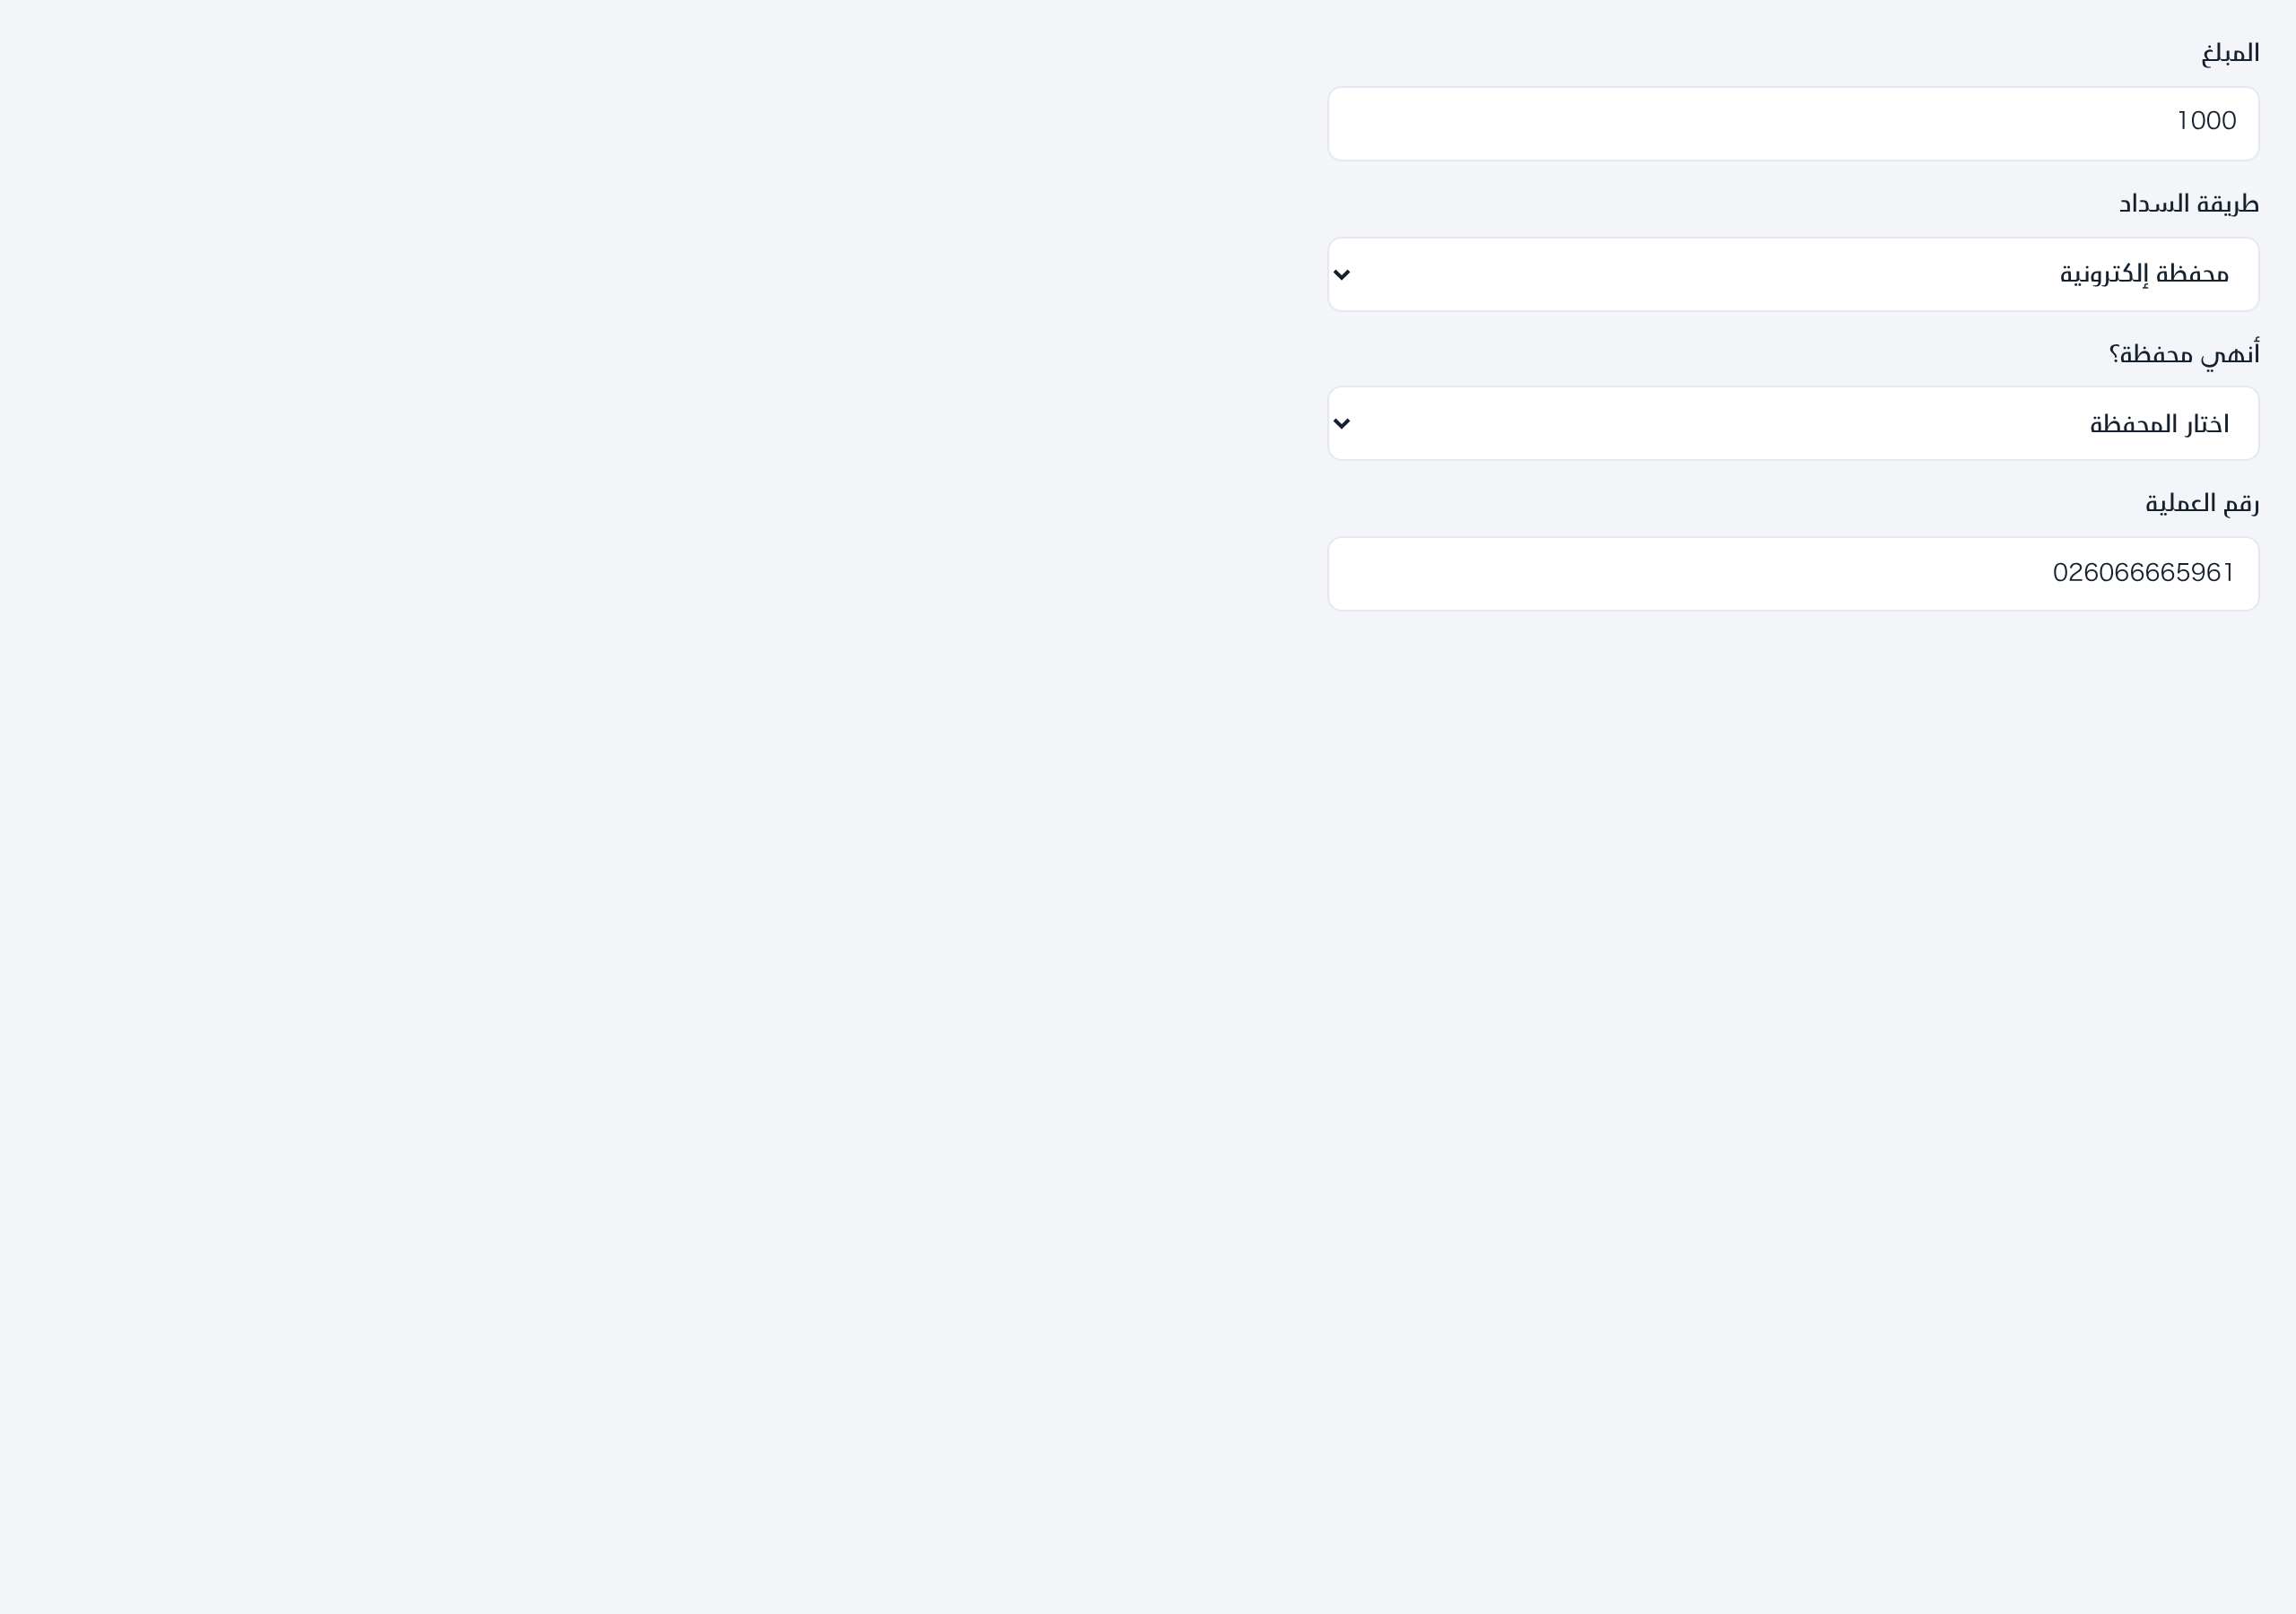 المبلغ
1000
طريقة السداد
محفظة إلكترونية
أنهي محفظة؟
اختار المحفظة
رقم العملية
026066665961